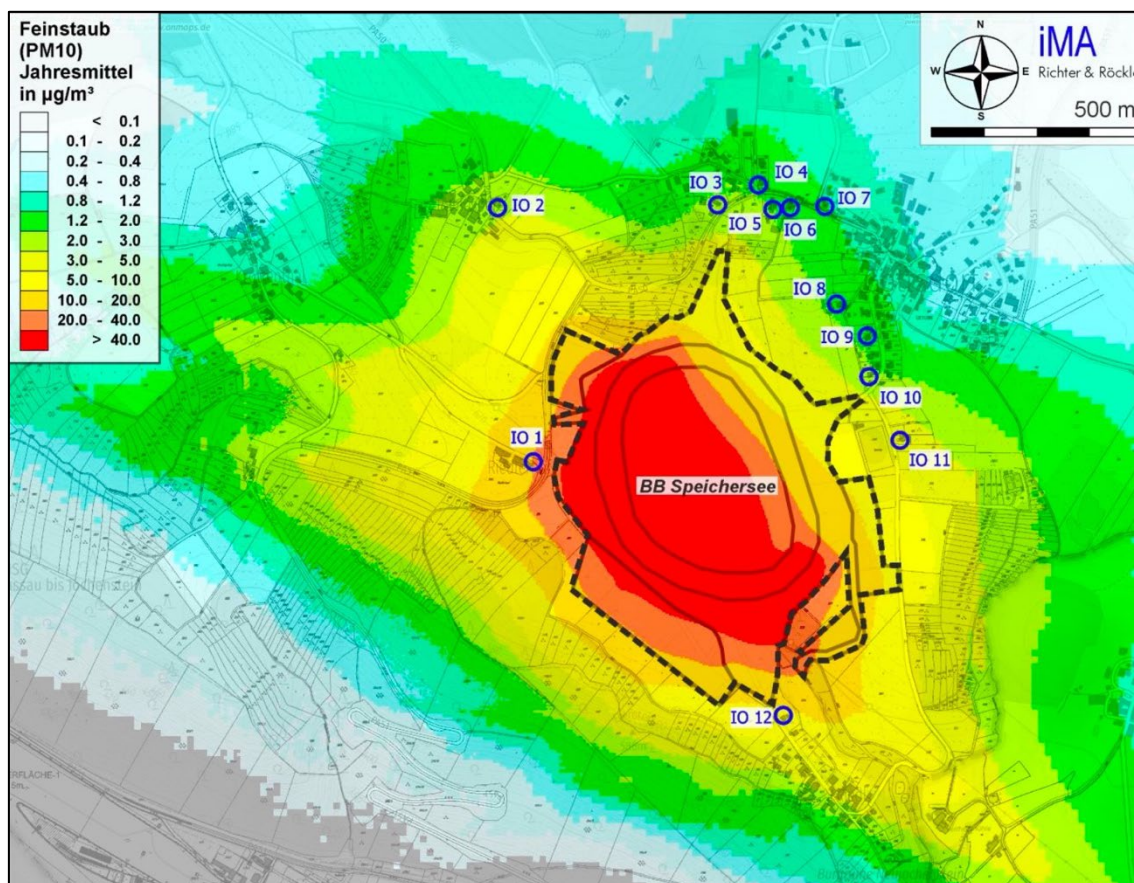 Feinstaub
(PM10)
Jahresmittel
in µg/m³
< 0.1
0.1 - 0.2
0.2 - 0.4
0.4 - 0.8
0.8 - 1.2
1.2 - 2.0
2.0 - 3.0
3.0 - 5.0
5.0 - 10.0
10.0 - 20.0
20.0 - 40.0
> 40.0
N
W E
S
iMA
Richter & Röckle
500 m
IO 4
IO 3
IO 7
IO 2
IO 5
IO 6
IO 8
IO 9
IO 10
IO 1
IO 11
BB Speichersee
IO 12